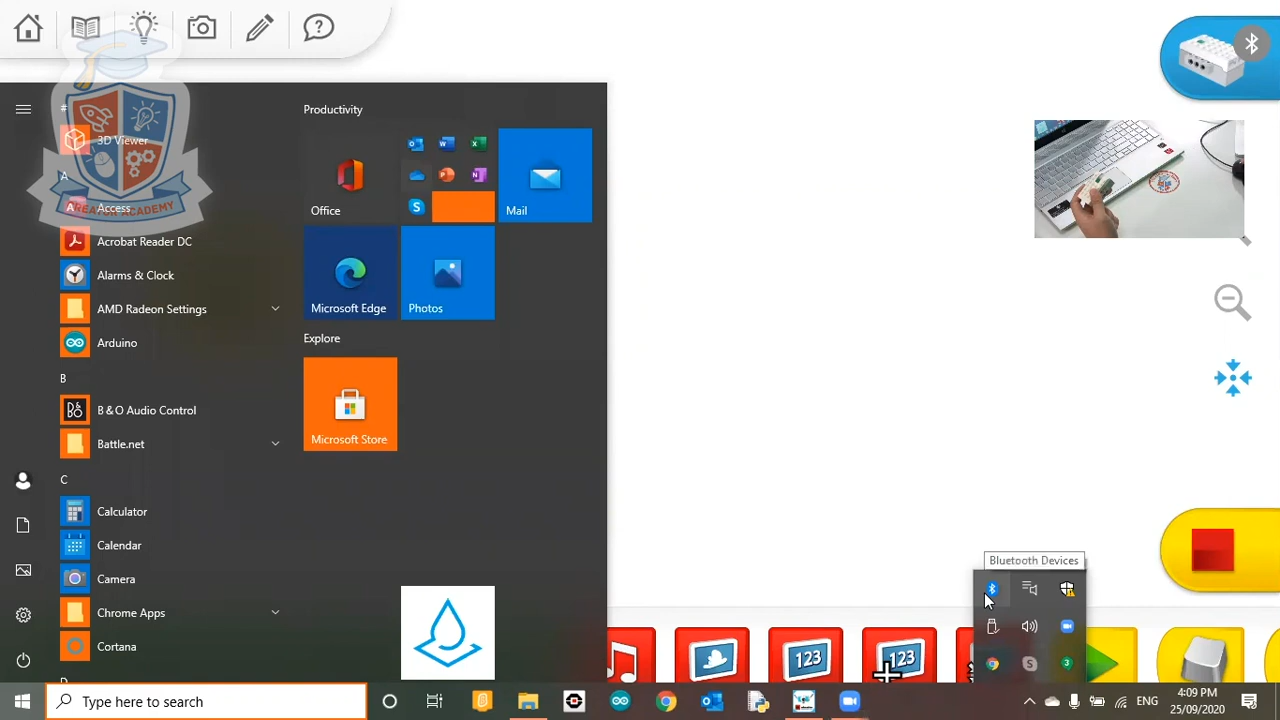 #
3D Viewer
A
Access
Acrobat Reader DC
Alarms & Clock
AMD Radeon Settings
Arduino
B
B & O Audio Control
Battle.net
C
Calculator
Calendar
Camera
Chrome Apps
Cortana
Productivity
Office
Mail
Microsoft Edge
Photos
Explore
Microsoft Store
Bluetooth Devices
123
123
3
Type here to search
ENG
4:09 PM
25/09/2020